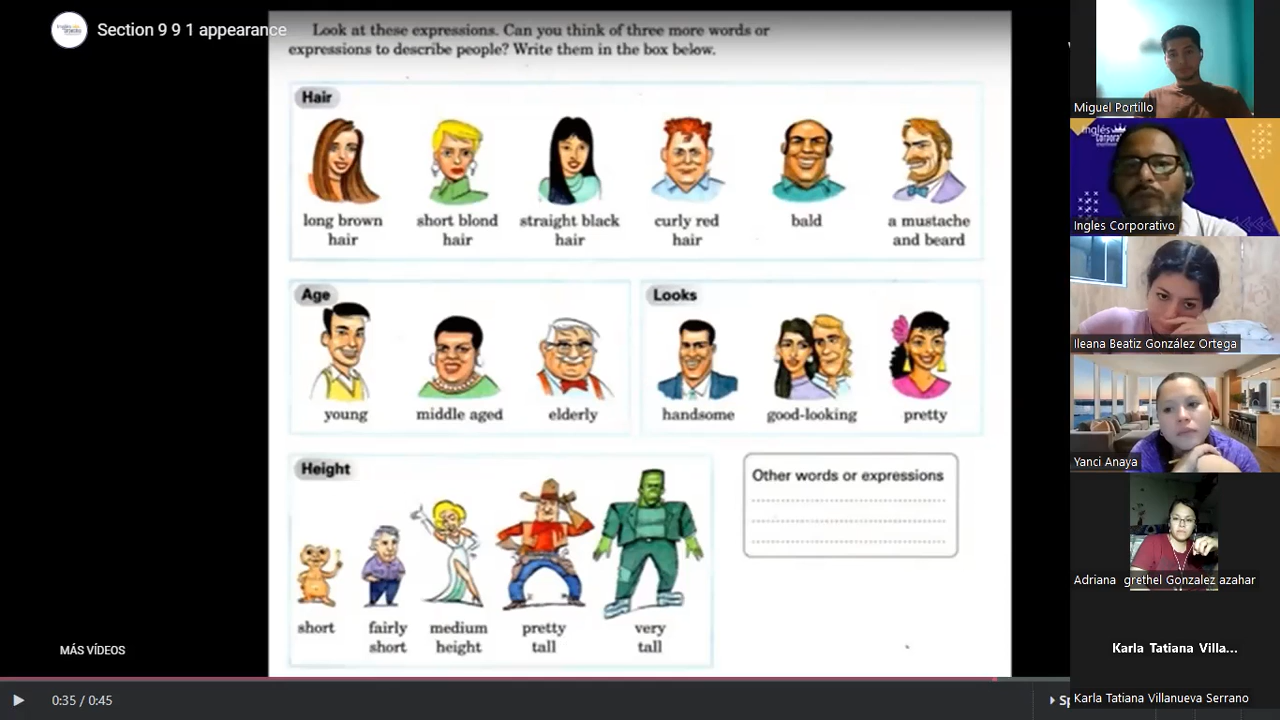 Section 9 9 1 appearance
Look at these expressions. Can you think of three more words or
expressions to describe people? Write them in the box below.
Hair
long brown
hair
short blond
hair
straight black
hair
curly red
hair
bald
a mustache
and beard
Age
young
middle aged
elderly
Looks
handsome
good-looking
pretty
Height
short
fairly
short
medium
height
pretty
tall
very
tall
Other words or expressions
MÁS VÍDEOS
0:35 / 0:45
Miguel Portillo
Inglés
Corporativo
Ingles Corporativo
Ileana Beatiz González Ortega
Yanci Anaya
Adriana grethel Gonzalez azahar
Karla Tatiana Villa...
Karla Tatiana Villanueva Serrano